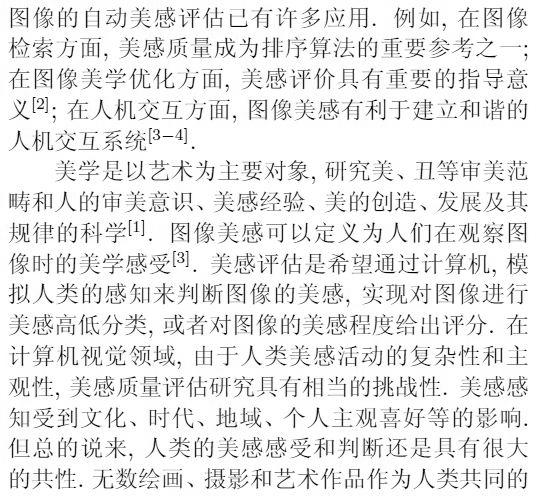 图像的自动美感评估已有许多应用. 例如, 在图像
检索方面, 美感质量成为排序算法的重要参考之一;
在图像美学优化方面, 美感评价具有重要的指导意
义[2]; 在人机交互方面, 图像美感有利于建立和谐的
人机交互系统[3−4].
美学是以艺术为主要对象, 研究美、丑等审美范
畴和人的审美意识、美感经验、美的创造、发展及其
规律的科学[1]. 图像美感可以定义为人们在观察图
像时的美学感受[3]. 美感评估是希望通过计算机, 模
拟人类的感知来判断图像的美感, 实现对图像进行
美感高低分类, 或者对图像的美感程度给出评分. 在
计算机视觉领域, 由于人类美感活动的复杂性和主
观性, 美感质量评估研究具有相当的挑战性. 美感感
知受到文化、时代、地域、个人主观喜好等的影响.
但总的说来, 人类的美感感受和判断还是具有很大
的共性. 无数绘画、摄影和艺术作品作为人类共同的